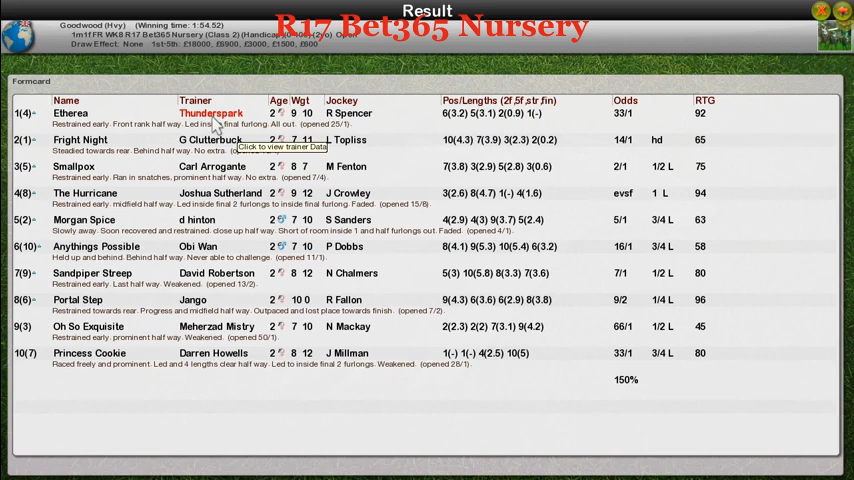 Result
Goodwood (Hvy) (Winning time: 1:54.52)
R17 Bet365 Nursery
1m1f FR WK8 R17 Bet365 Nursery (Class 2) (Handicap) (2yo) Open
Draw Effect. None 1st-5th: £18000, £6900, £3000, £1500, £600
Formcard
Name Trainer Age Wgt Jockey Pos/Lengths (2f,5f,str,fin) Odds RTG
1(4) Etherea Thunderspark 2 9 10 R Spencer 6(3.2) 5(3.1) 2(0.9) 1(-) 33/1 92
Restrained early. Front rank half way. Led inside final furlong. All out. (opened 25/1)
2(1) Fright Night G Clutterbuck 2 7 11 L Topliss 10(4.3) 7(3.9) 3(2.3) 2(0.2) 14/1 hd 65
Steadied towards rear. Behind half way. No extra.
Click to view trainer Data
3(5) Smallpox Carl Arrogante 2 8 7 M Fenton 7(3.8) 3(2.9) 5(2.8) 3(0.6) 2/1 1/2 L 75
Restrained early. Ran in snatches, prominent half way. No extra. (opened 7/4)
4(8) The Hurricane Joshua Sutherland 2 9 12 J Crowley 3(2.6) 8(4.7) 1(-) 4(1.6) evsf 1 L 94
Restrained early. midfield half way. Led inside final 2 furlongs to inside final furlong. Faded. (opened 15/8)
5(2) Morgan Spice d hinton 2 7 10 S Sanders 4(2.9) 4(3) 9(3.7) 5(2.4) 5/1 3/4 L 63
Slowly away. Soon recovered and restrained. close up half way. Short of room inside 1 and half furlongs out. Faded. (opened 4/1)
6(10) Anythings Possible Obi Wan 2 7 10 P Dobbs 8(4.1) 9(5.3) 10(5.4) 6(3.2) 16/1 3/4 L 58
Held up and behind. Behind half way. Never able to challenge. (opened 11/1)
7(9) Sandpiper Streep David Robertson 2 8 12 N Chalmers 5(3) 10(5.8) 8(3.3) 7(3.6) 7/1 1/2 L 80
Restrained early. Last half way. Weakened. (opened 13/2)
8(6) Portal Step Jango 2 10 0 R Fallon 9(4.3) 6(3.6) 6(2.9) 8(3.8) 9/2 1/4 L 96
Restrained towards rear. Progress and midfield half way. Outpaced and lost place towards finish. (opened 7/2)
9(3) Oh So Exquisite Meherzad Mistry 2 7 10 N Mackay 2(2.3) 2(2) 7(3.1) 9(4.2) 66/1 1/2 L 45
Restrained early. prominent half way. Weakened. (opened 50/1)
10(7) Princess Cookie Darren Howells 2 8 12 J Millman 1(-) 1(-) 4(2.5) 10(5) 33/1 3/4 L 80
Raced freely and prominent. Led and 4 lengths clear half way. Led to inside final 2 furlongs. Weakened. (opened 28/1)
150%